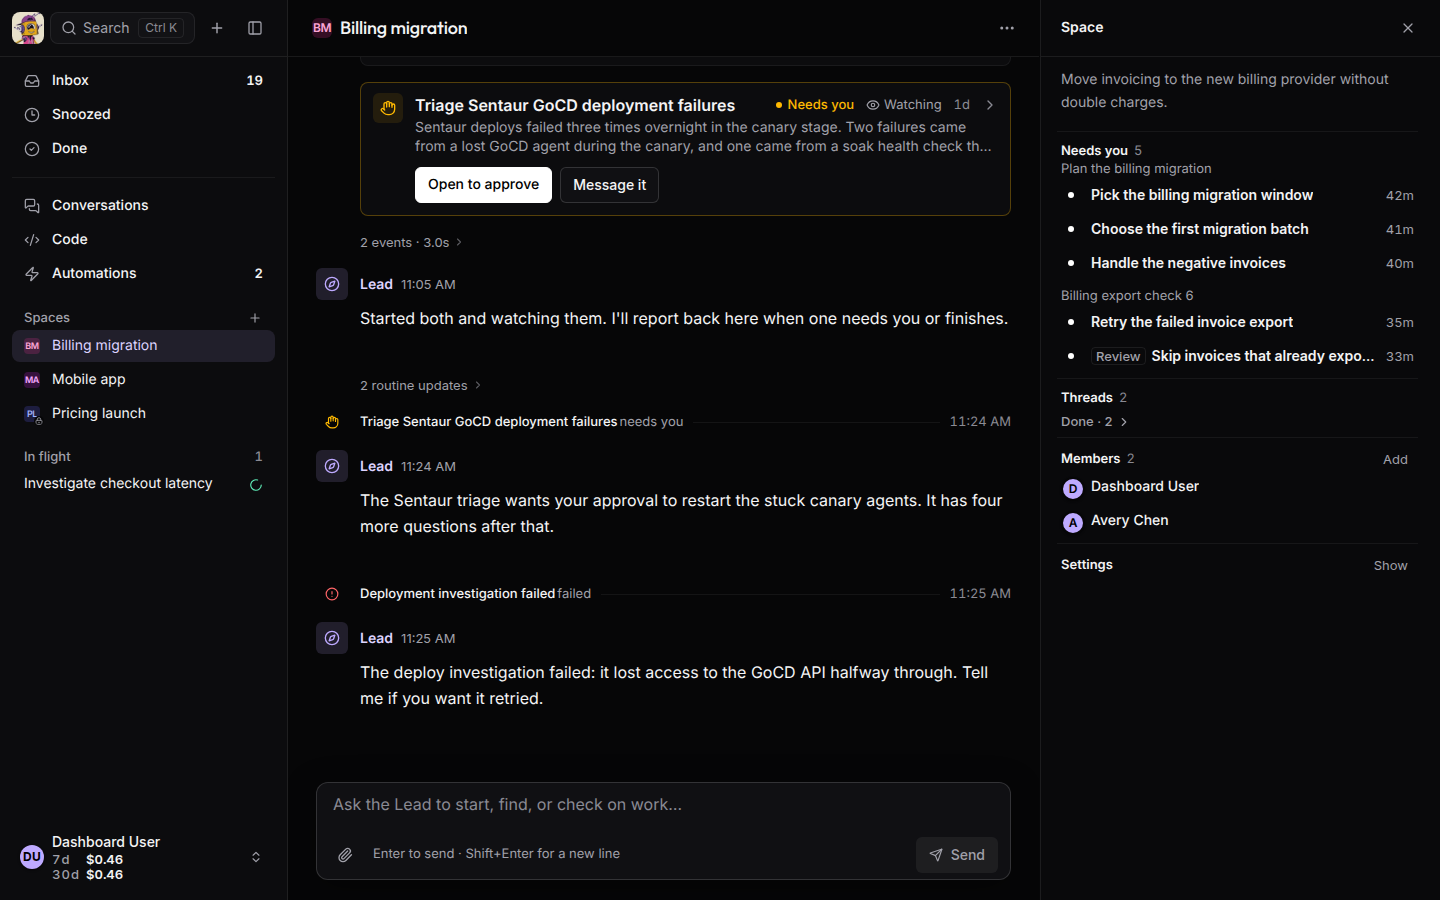 Search Ctrl K
Inbox 19
Snoozed
Done
Conversations
Code
Automations 2
Spaces
BM Billing migration
MA Mobile app
PL Pricing launch
In flight 1
Investigate checkout latency
DU Dashboard User
7d $0.46
30d $0.46
BM Billing migration
Triage Sentaur GoCD deployment failures Needs you Watching 1d
Sentaur deploys failed three times overnight in the canary stage. Two failures came
from a lost GoCD agent during the canary, and one came from a soak health check th...
Open to approve Message it
2 events · 3.0s
Lead 11:05 AM
Started both and watching them. I'll report back here when one needs you or finishes.
2 routine updates
Triage Sentaur GoCD deployment failures needs you 11:24 AM
Lead 11:24 AM
The Sentaur triage wants your approval to restart the stuck canary agents. It has four
more questions after that.
Deployment investigation failed failed 11:25 AM
Lead 11:25 AM
The deploy investigation failed: it lost access to the GoCD API halfway through. Tell
me if you want it retried.
Ask the Lead to start, find, or check on work...
Enter to send · Shift+Enter for a new line Send
Space
Move invoicing to the new billing provider without
double charges.
Needs you 5
Plan the billing migration
Pick the billing migration window 42m
Choose the first migration batch 41m
Handle the negative invoices 40m
Billing export check 6
Retry the failed invoice export 35m
Review Skip invoices that already expo... 33m
Threads 2
Done · 2
Members 2 Add
D Dashboard User
A Avery Chen
Settings Show